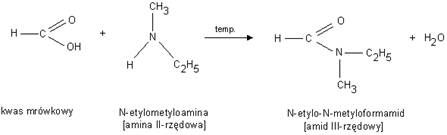 H C O OH + CH3 N H C2H5 temp. H C O N C2H5 CH3 + H2O
kwas mrówkowy N-etylometyloamina N-etylo-N-metyloformamid
[amina II-rzędowa] [amid III-rzędowy]